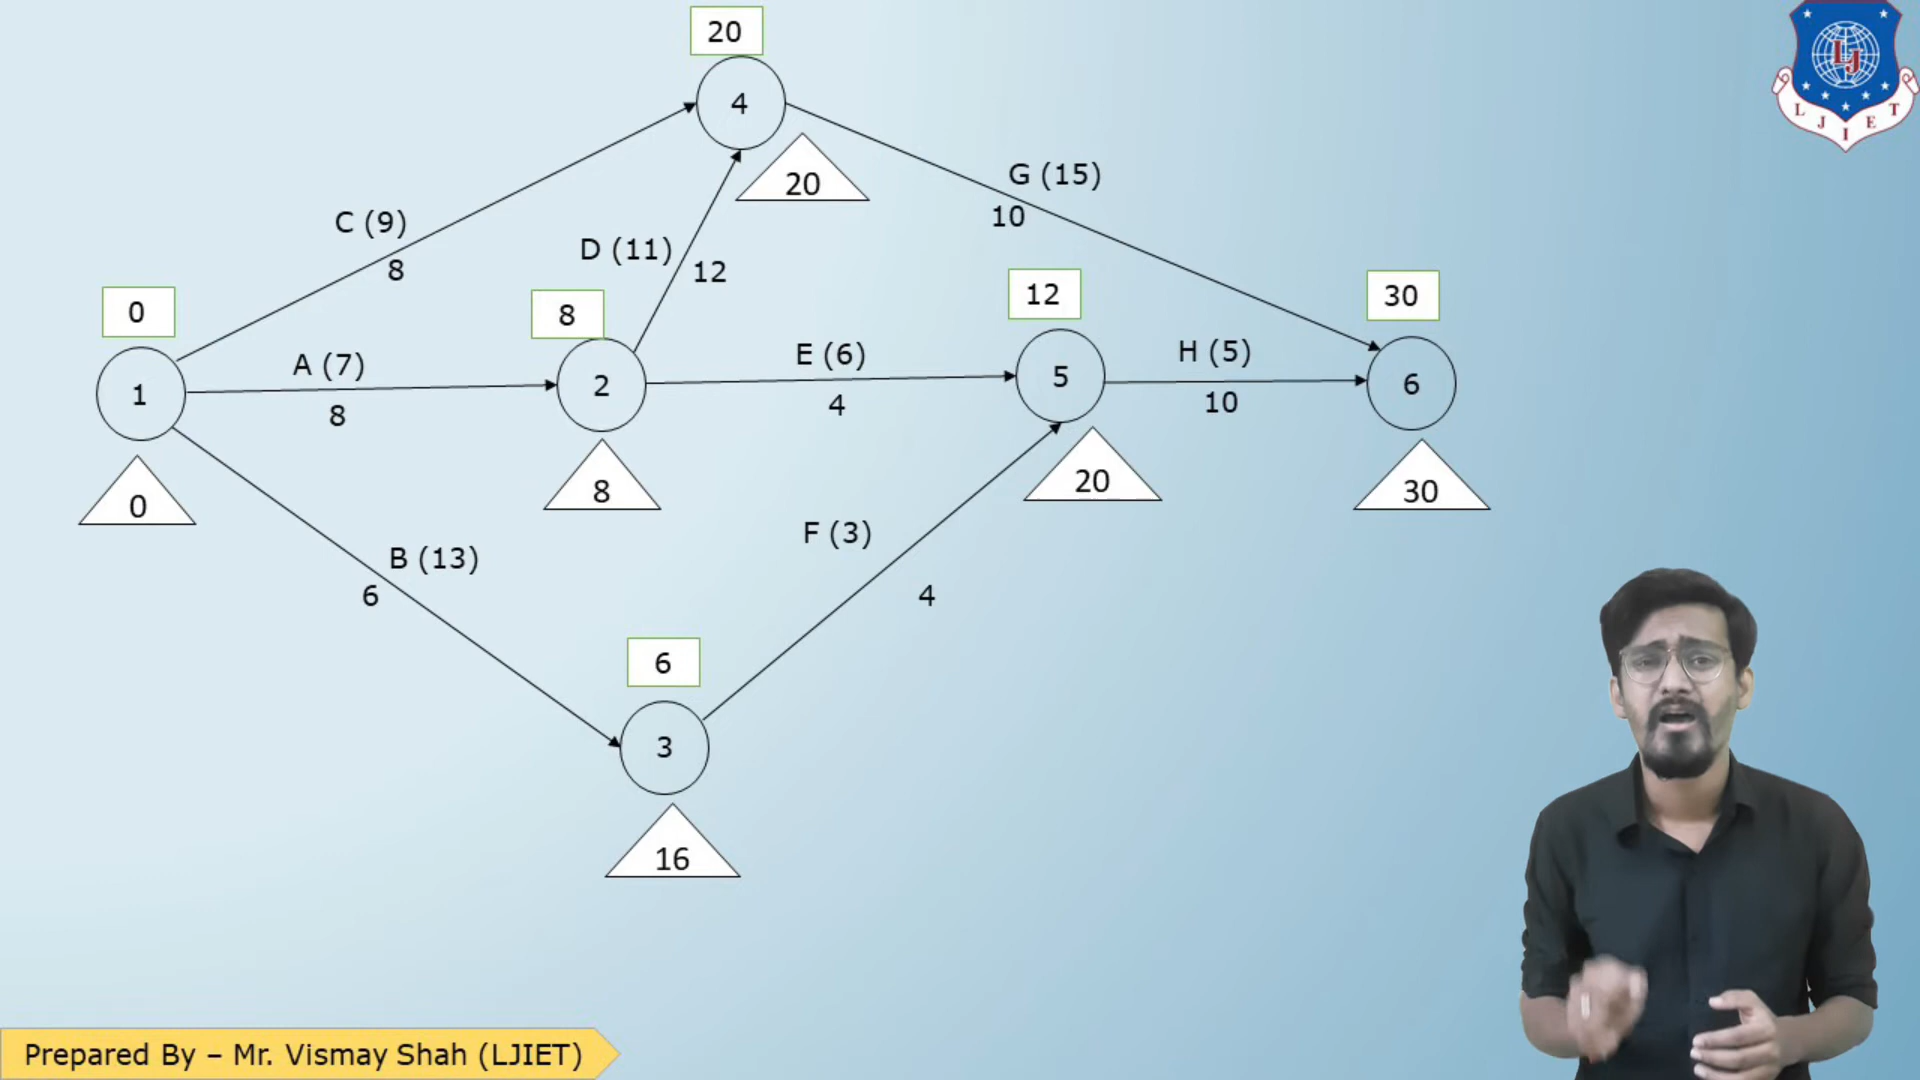 20
4
20
G (15)
10
C (9)
8
D (11)
12
0
1
0
A (7)
8
8
2
8
E (6)
4
12
5
20
H (5)
10
30
6
30
B (13)
6
F (3)
4
6
3
16
LJ
L J I E T
Prepared By – Mr. Vismay Shah (LJIET)